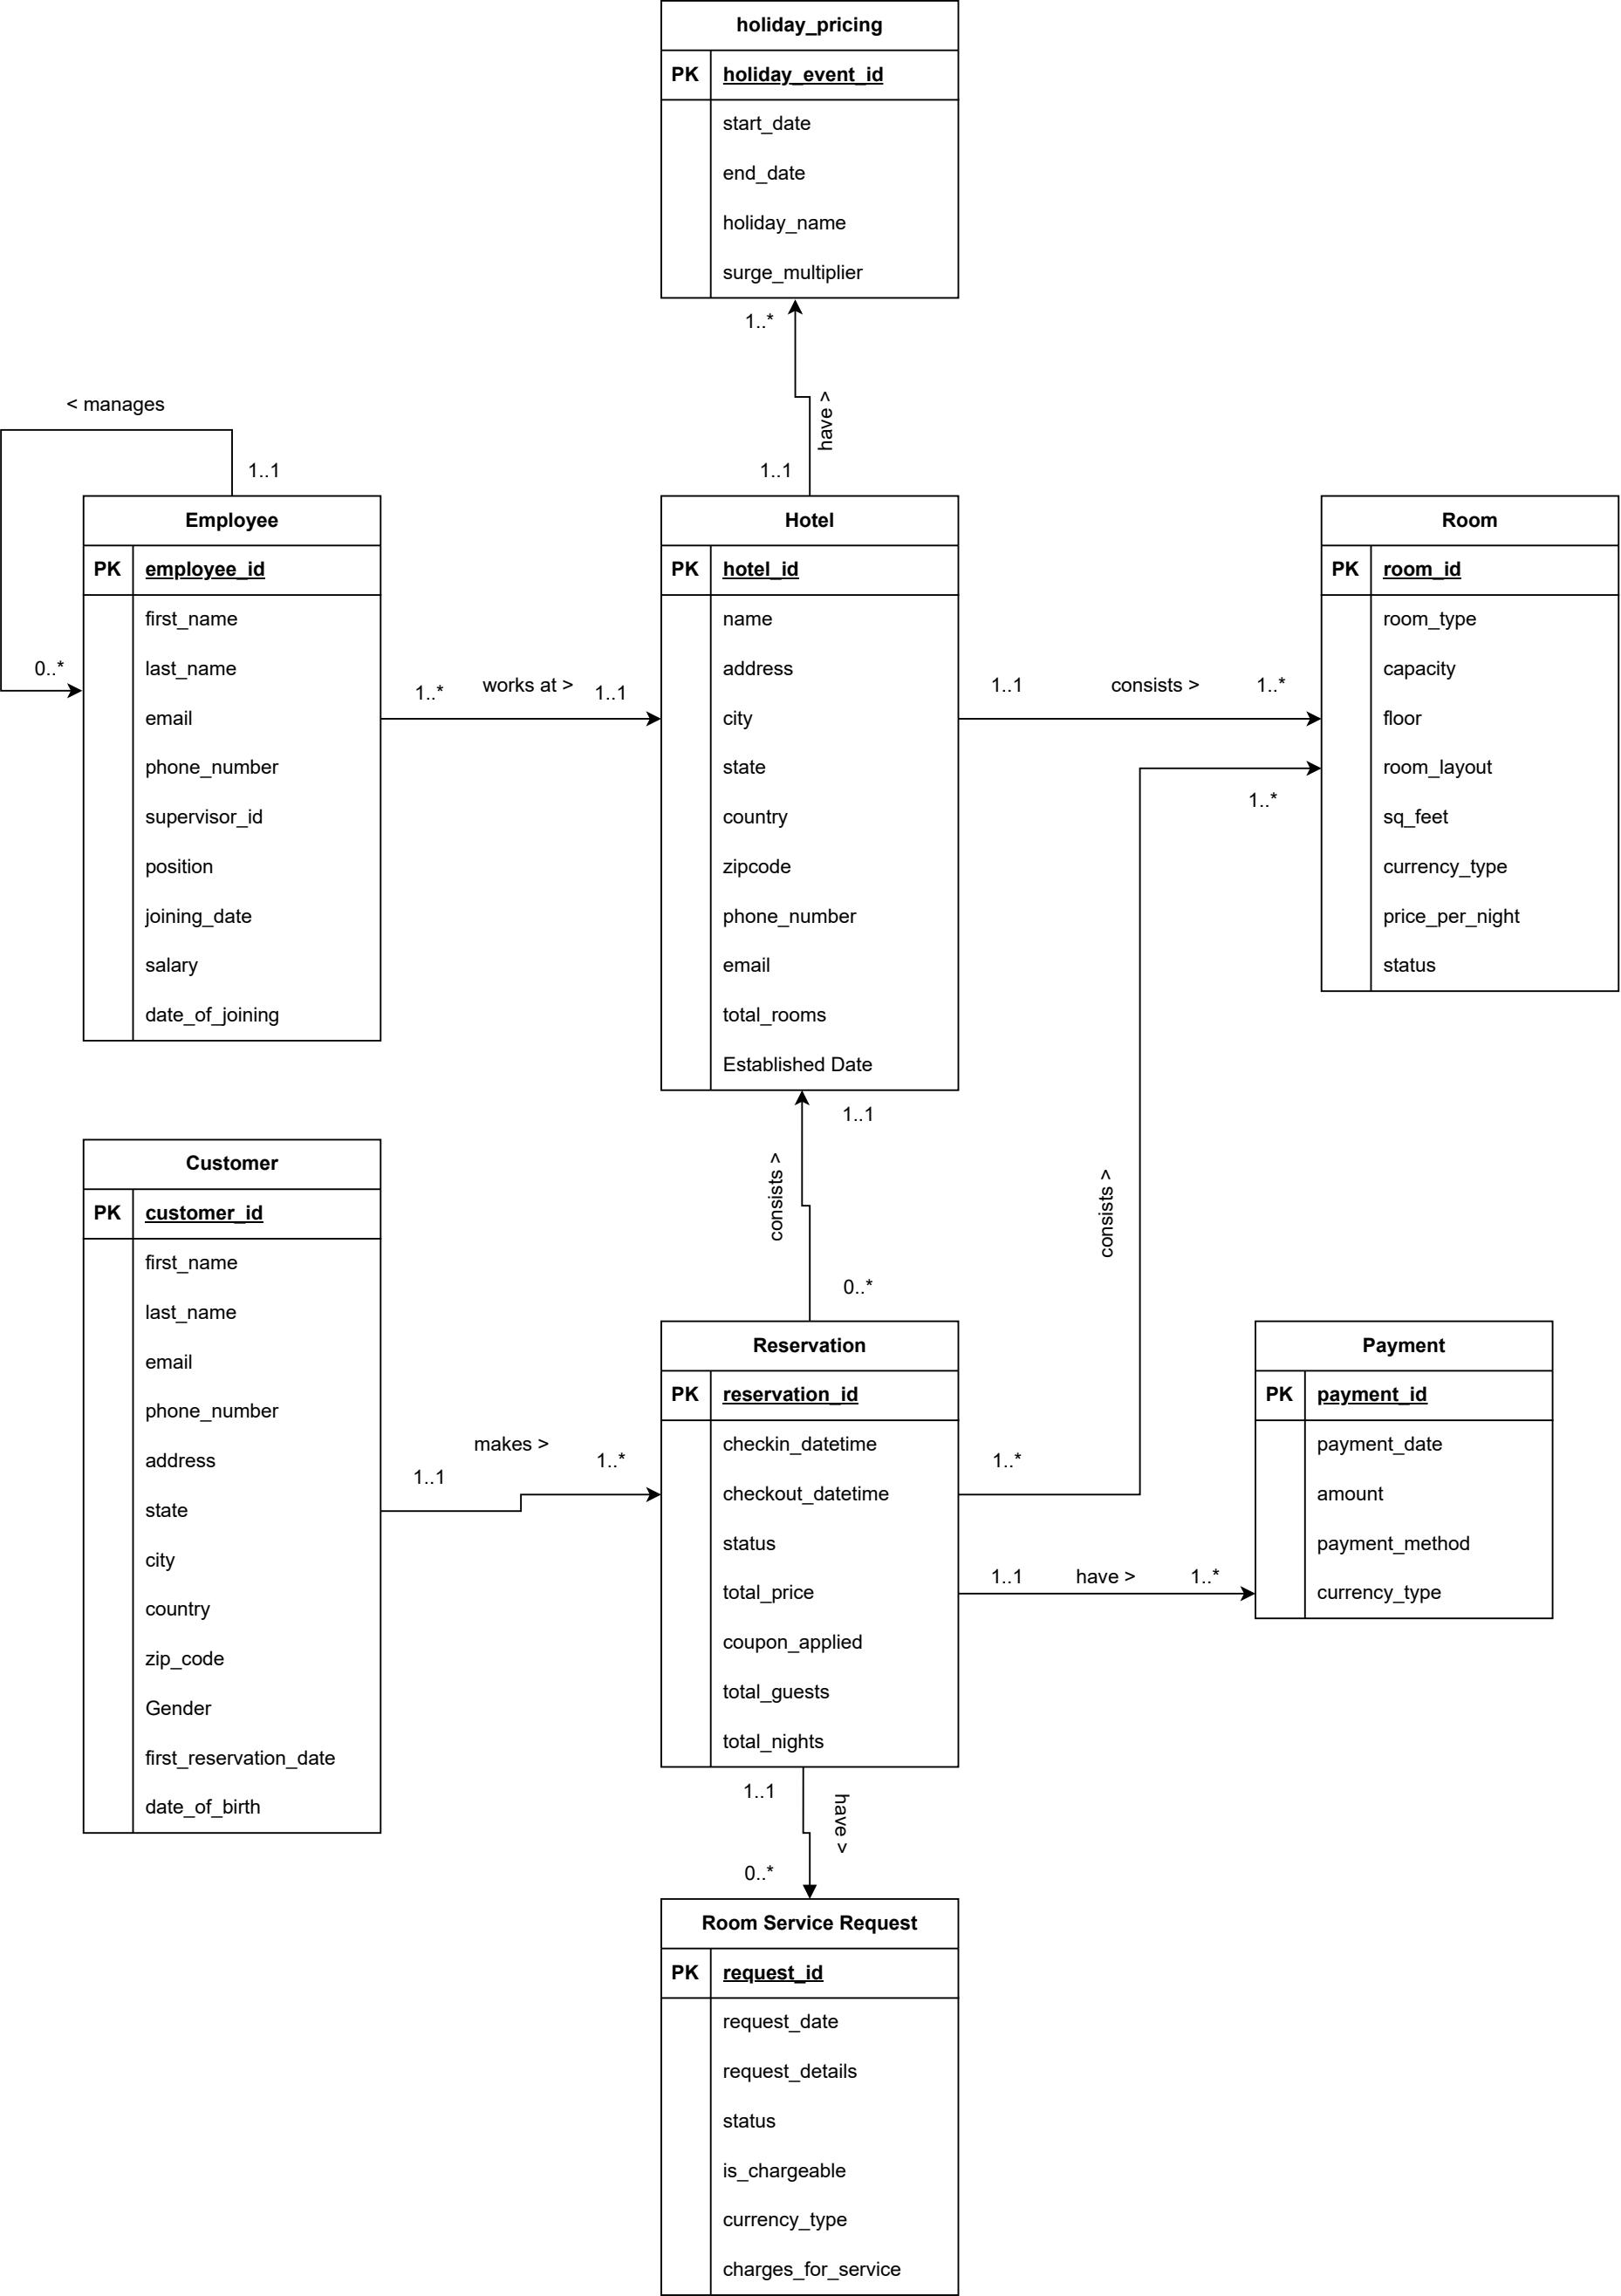 holiday_pricing
PK holiday_event_id
start_date
end_date
holiday_name
surge_multiplier
1..*
have >
1..1
< manages
1..1
0..*
Employee
PK employee_id
first_name
last_name
email
phone_number
supervisor_id
position
joining_date
salary
date_of_joining
1..* works at > 1..1
Hotel
PK hotel_id
name
address
city
state
country
zipcode
phone_number
email
total_rooms
Established Date
1..1 consists > 1..*
Room
PK room_id
room_type
capacity
floor
room_layout
sq_feet
currency_type
price_per_night
status
1..*
consists >
1..*
1..1
consists >
0..*
Customer
PK customer_id
first_name
last_name
email
phone_number
address
state
city
country
zip_code
Gender
first_reservation_date
date_of_birth
1..1 makes > 1..*
Reservation
PK reservation_id
checkin_datetime
checkout_datetime
status
total_price
coupon_applied
total_guests
total_nights
1..1 have > 1..*
Payment
PK payment_id
payment_date
amount
payment_method
currency_type
1..1
have >
0..*
Room Service Request
PK request_id
request_date
request_details
status
is_chargeable
currency_type
charges_for_service